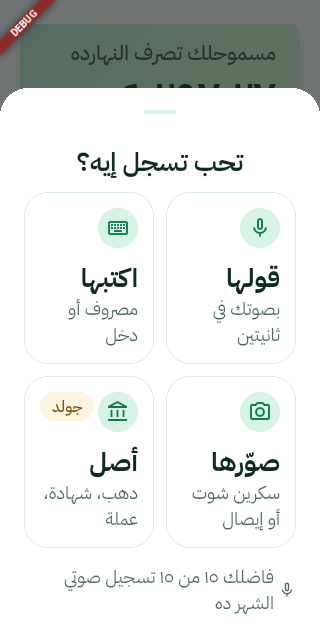 DEBUG
مسموحلك تصرف النهارده
تحب تسجل إيه؟
قولها
بصوتك في
ثانيتين
اكتبها
مصروف أو
دخل
صوّرها
سكرين شوت
أو إيصال
جولد
أصل
دهب، شهادة،
عملة
فاضلك ١٥ من ١٥ تسجيل صوتي
الشهر ده